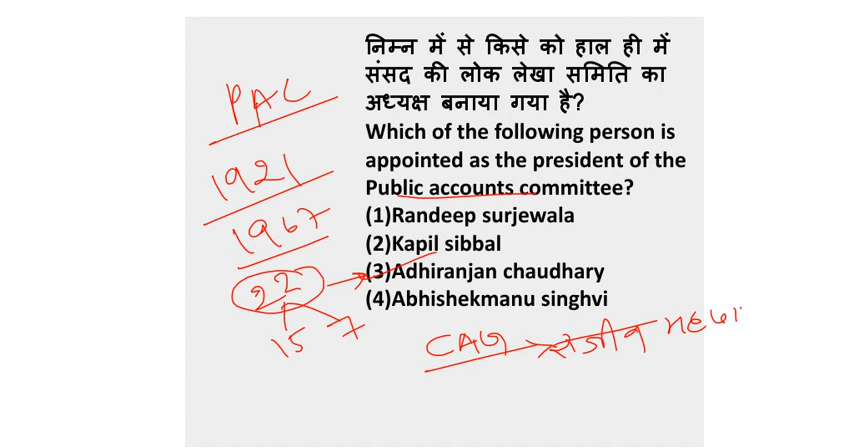 निम्न में से किसे को हाल ही में
संसद की लोक लेखा समिति का
अध्यक्ष बनाया गया है?
Which of the following person is
appointed as the president of the
Public accounts committee?
(1)Randeep surjewala
(2)Kapil sibbal
(3)Adhiranjan chaudhary
(4)Abhishekmanu singhvi
PAC
1921
1967
22
15 7
CAG